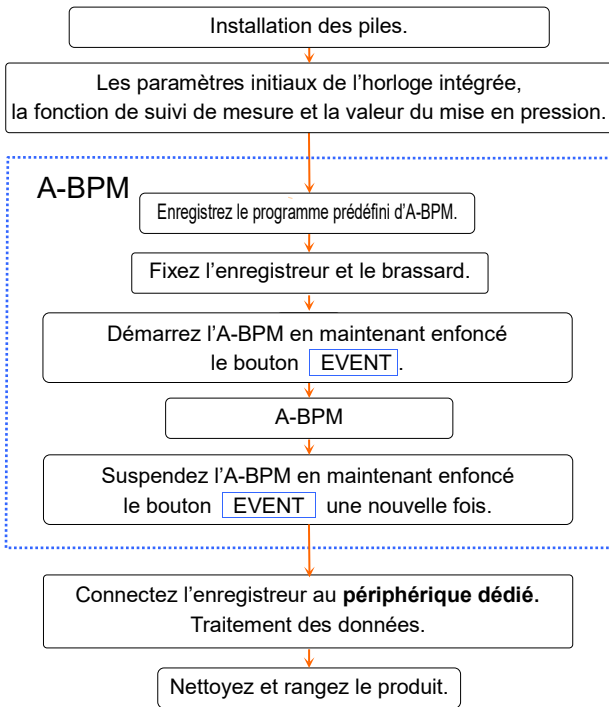 Installation des piles.
Les paramètres initiaux de l’horloge intégrée,
la fonction de suivi de mesure et la valeur du mise en pression.
A-BPM
Enregistrez le programme prédéfini d’A-BPM.
Fixez l’enregistreur et le brassard.
Démarrez l’A-BPM en maintenant enfoncé
le bouton EVENT.
A-BPM
Suspendez l’A-BPM en maintenant enfoncé
le bouton EVENT une nouvelle fois.
Connectez l’enregistreur au périphérique dédié.
Traitement des données.
Nettoyez et rangez le produit.